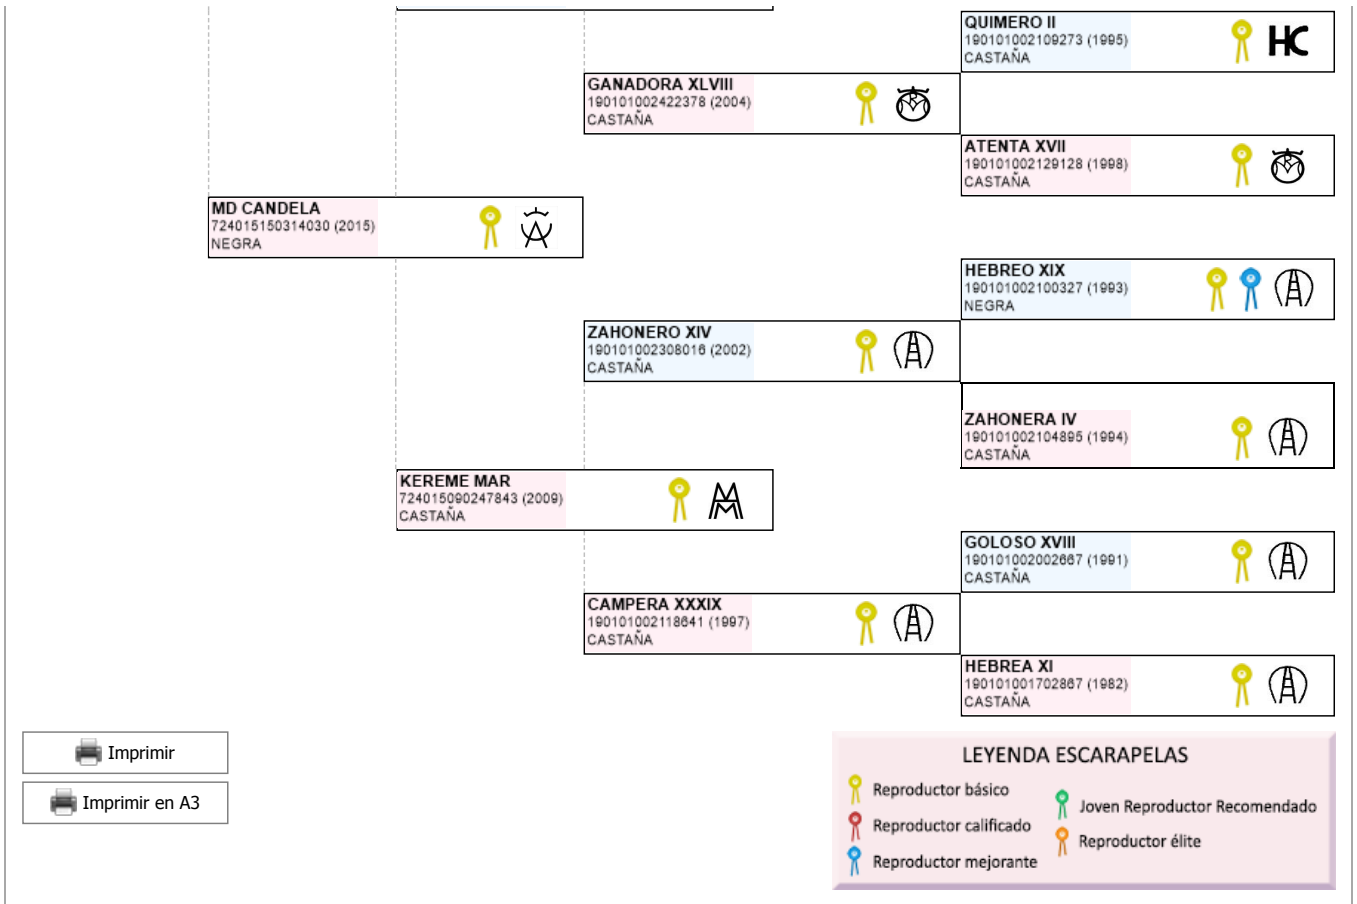 QUIMERO II
190101002109273 (1995)
CASTAÑA
HC
GANADORA XLVIII
190101002422378 (2004)
CASTAÑA
ATENTA XVII
190101002129128 (1998)
CASTAÑA
MD CANDELA
724015150314030 (2015)
NEGRA
HEBREO XIX
190101002100327 (1993)
NEGRA
ZAHONERO XIV
190101002308016 (2002)
CASTAÑA
ZAHONERA IV
190101002104895 (1994)
CASTAÑA
KEREME MAR
724015090247843 (2009)
CASTAÑA
GOLOSO XVIII
190101002002667 (1991)
CASTAÑA
CAMPERA XXXIX
190101002118641 (1997)
CASTAÑA
HEBREA XI
190101001702867 (1982)
CASTAÑA
Imprimir
Imprimir en A3
LEYENDA ESCARAPELAS
Reproductor básico
Reproductor calificado
Reproductor mejorante
Joven Reproductor Recomendado
Reproductor élite